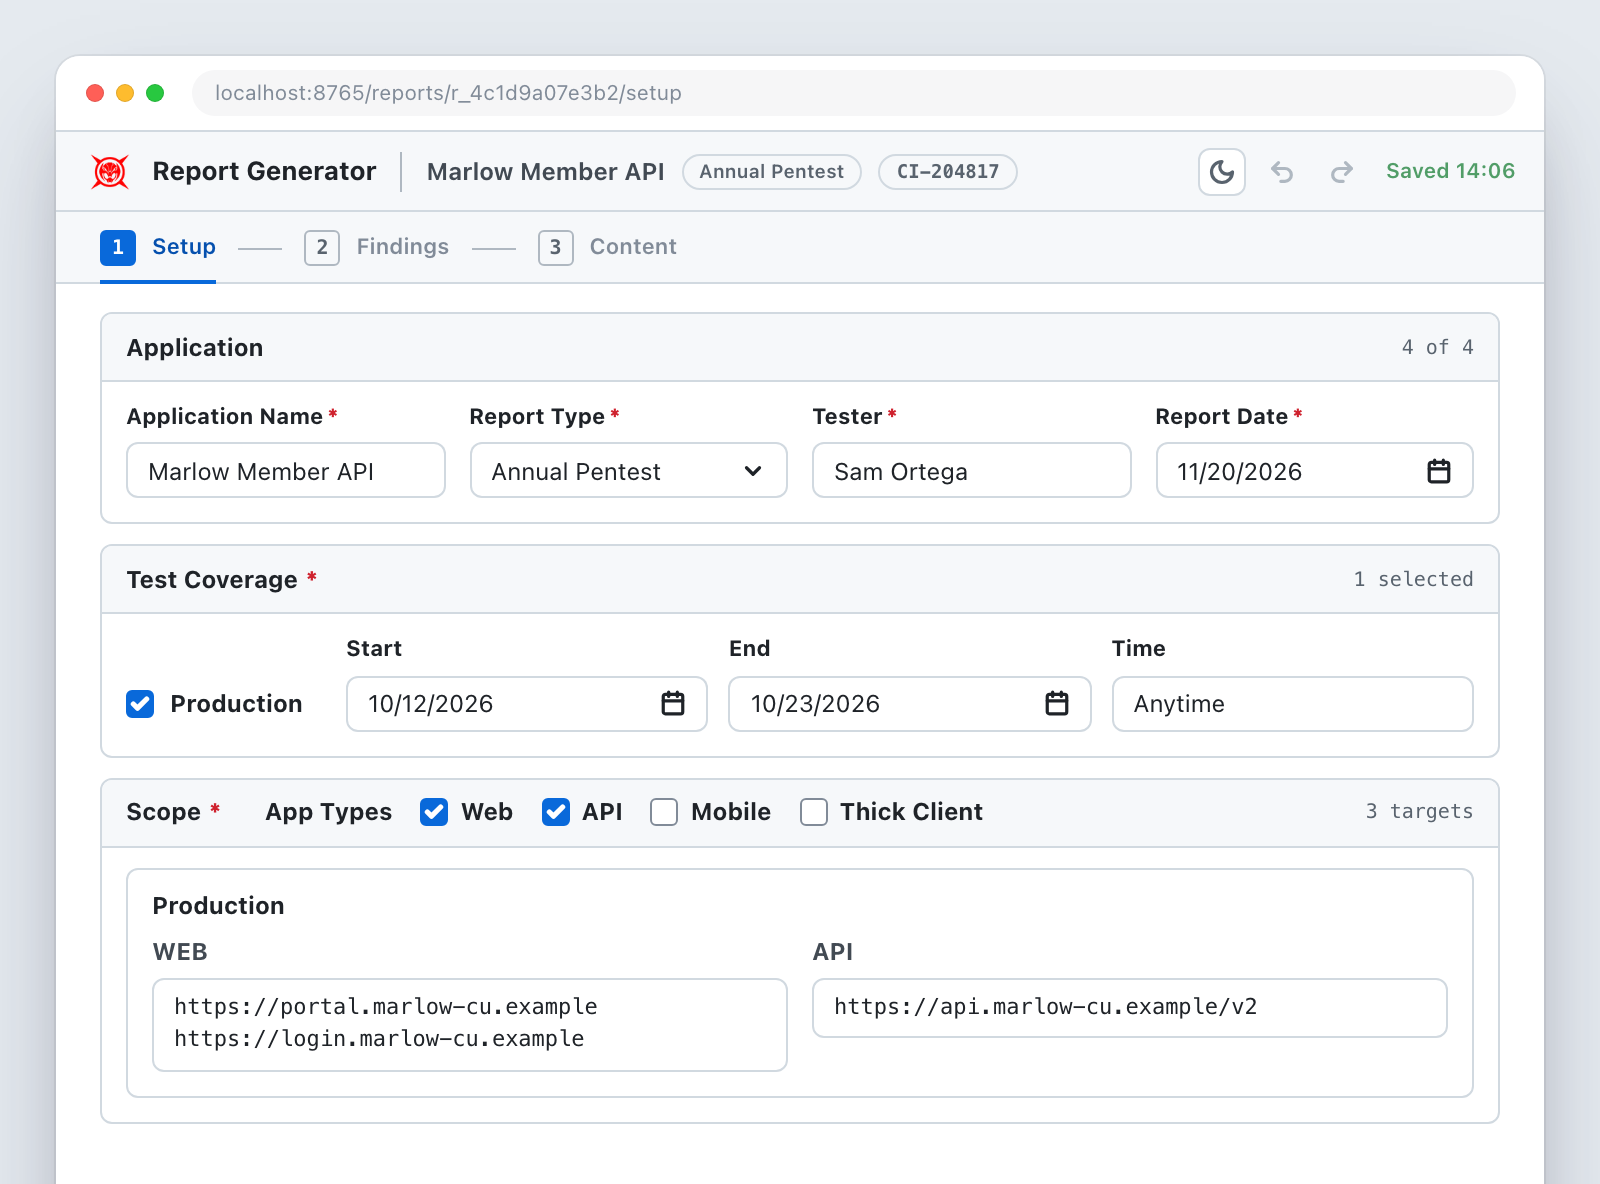 localhost:8765/reports/r_4c1d9a07e3b2/setup
Report Generator Marlow Member API Annual Pentest CI-204817 Saved 14:06
1 Setup 2 Findings 3 Content
Application 4 of 4
Application Name * Report Type * Tester * Report Date *
Marlow Member API Annual Pentest Sam Ortega 11/20/2026
Test Coverage * 1 selected
Start End Time
Production 10/12/2026 10/23/2026 Anytime
Scope * App Types Web API Mobile Thick Client 3 targets
Production
WEB API
https://portal.marlow-cu.example https://api.marlow-cu.example/v2
https://login.marlow-cu.example